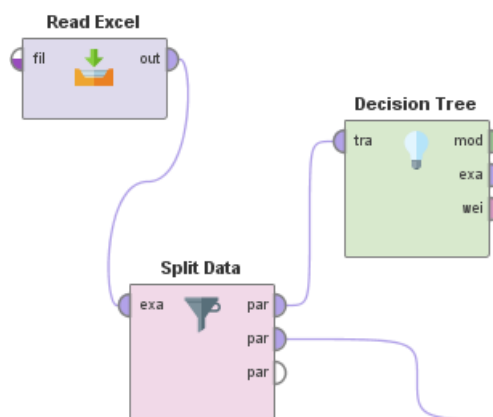 Read Excel
fil out
Decision Tree
tra mod
exa
wei
Split Data
exa par
par
par